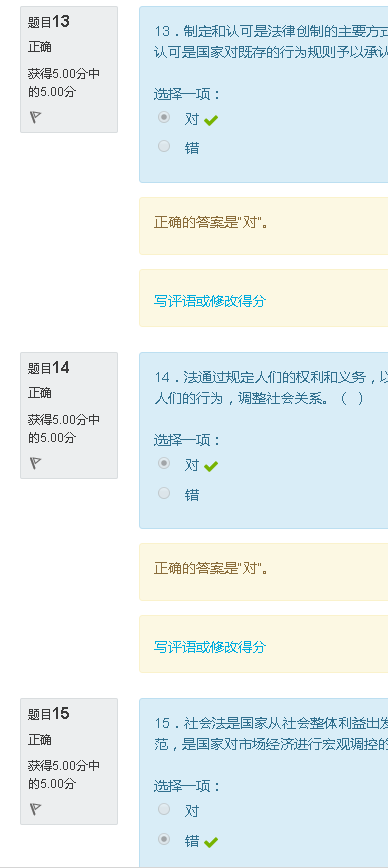 题目13
正确
获得5.00分中
的5.00分
13．制定和认可是法律创制的主要方式
认可是国家对既存的行为规则予以承认
选择一项：
对
错
正确的答案是“对”。
写评语或修改得分
题目14
正确
获得5.00分中
的5.00分
14．法通过规定人们的权利和义务，以
人们的行为，调整社会关系。（ ）
选择一项：
对
错
正确的答案是“对”。
写评语或修改得分
题目15
正确
获得5.00分中
的5.00分
15．社会法是国家从社会整体利益出发
范，是国家对市场经济进行宏观调控的
选择一项：
对
错